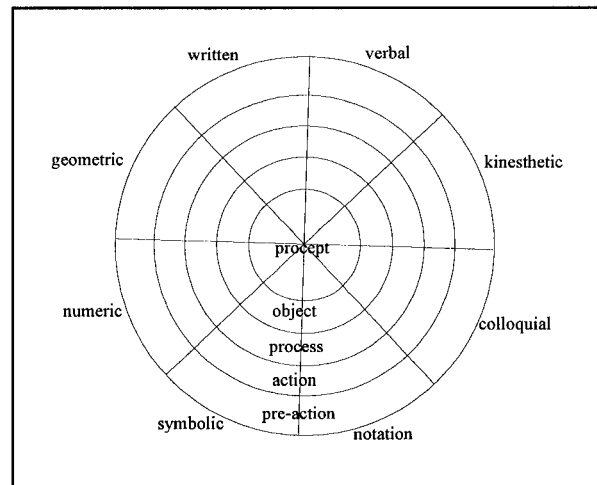 written
verbal
geometric
kinesthetic
procept
object
numeric
colloquial
process
action
pre-action
symbolic
notation